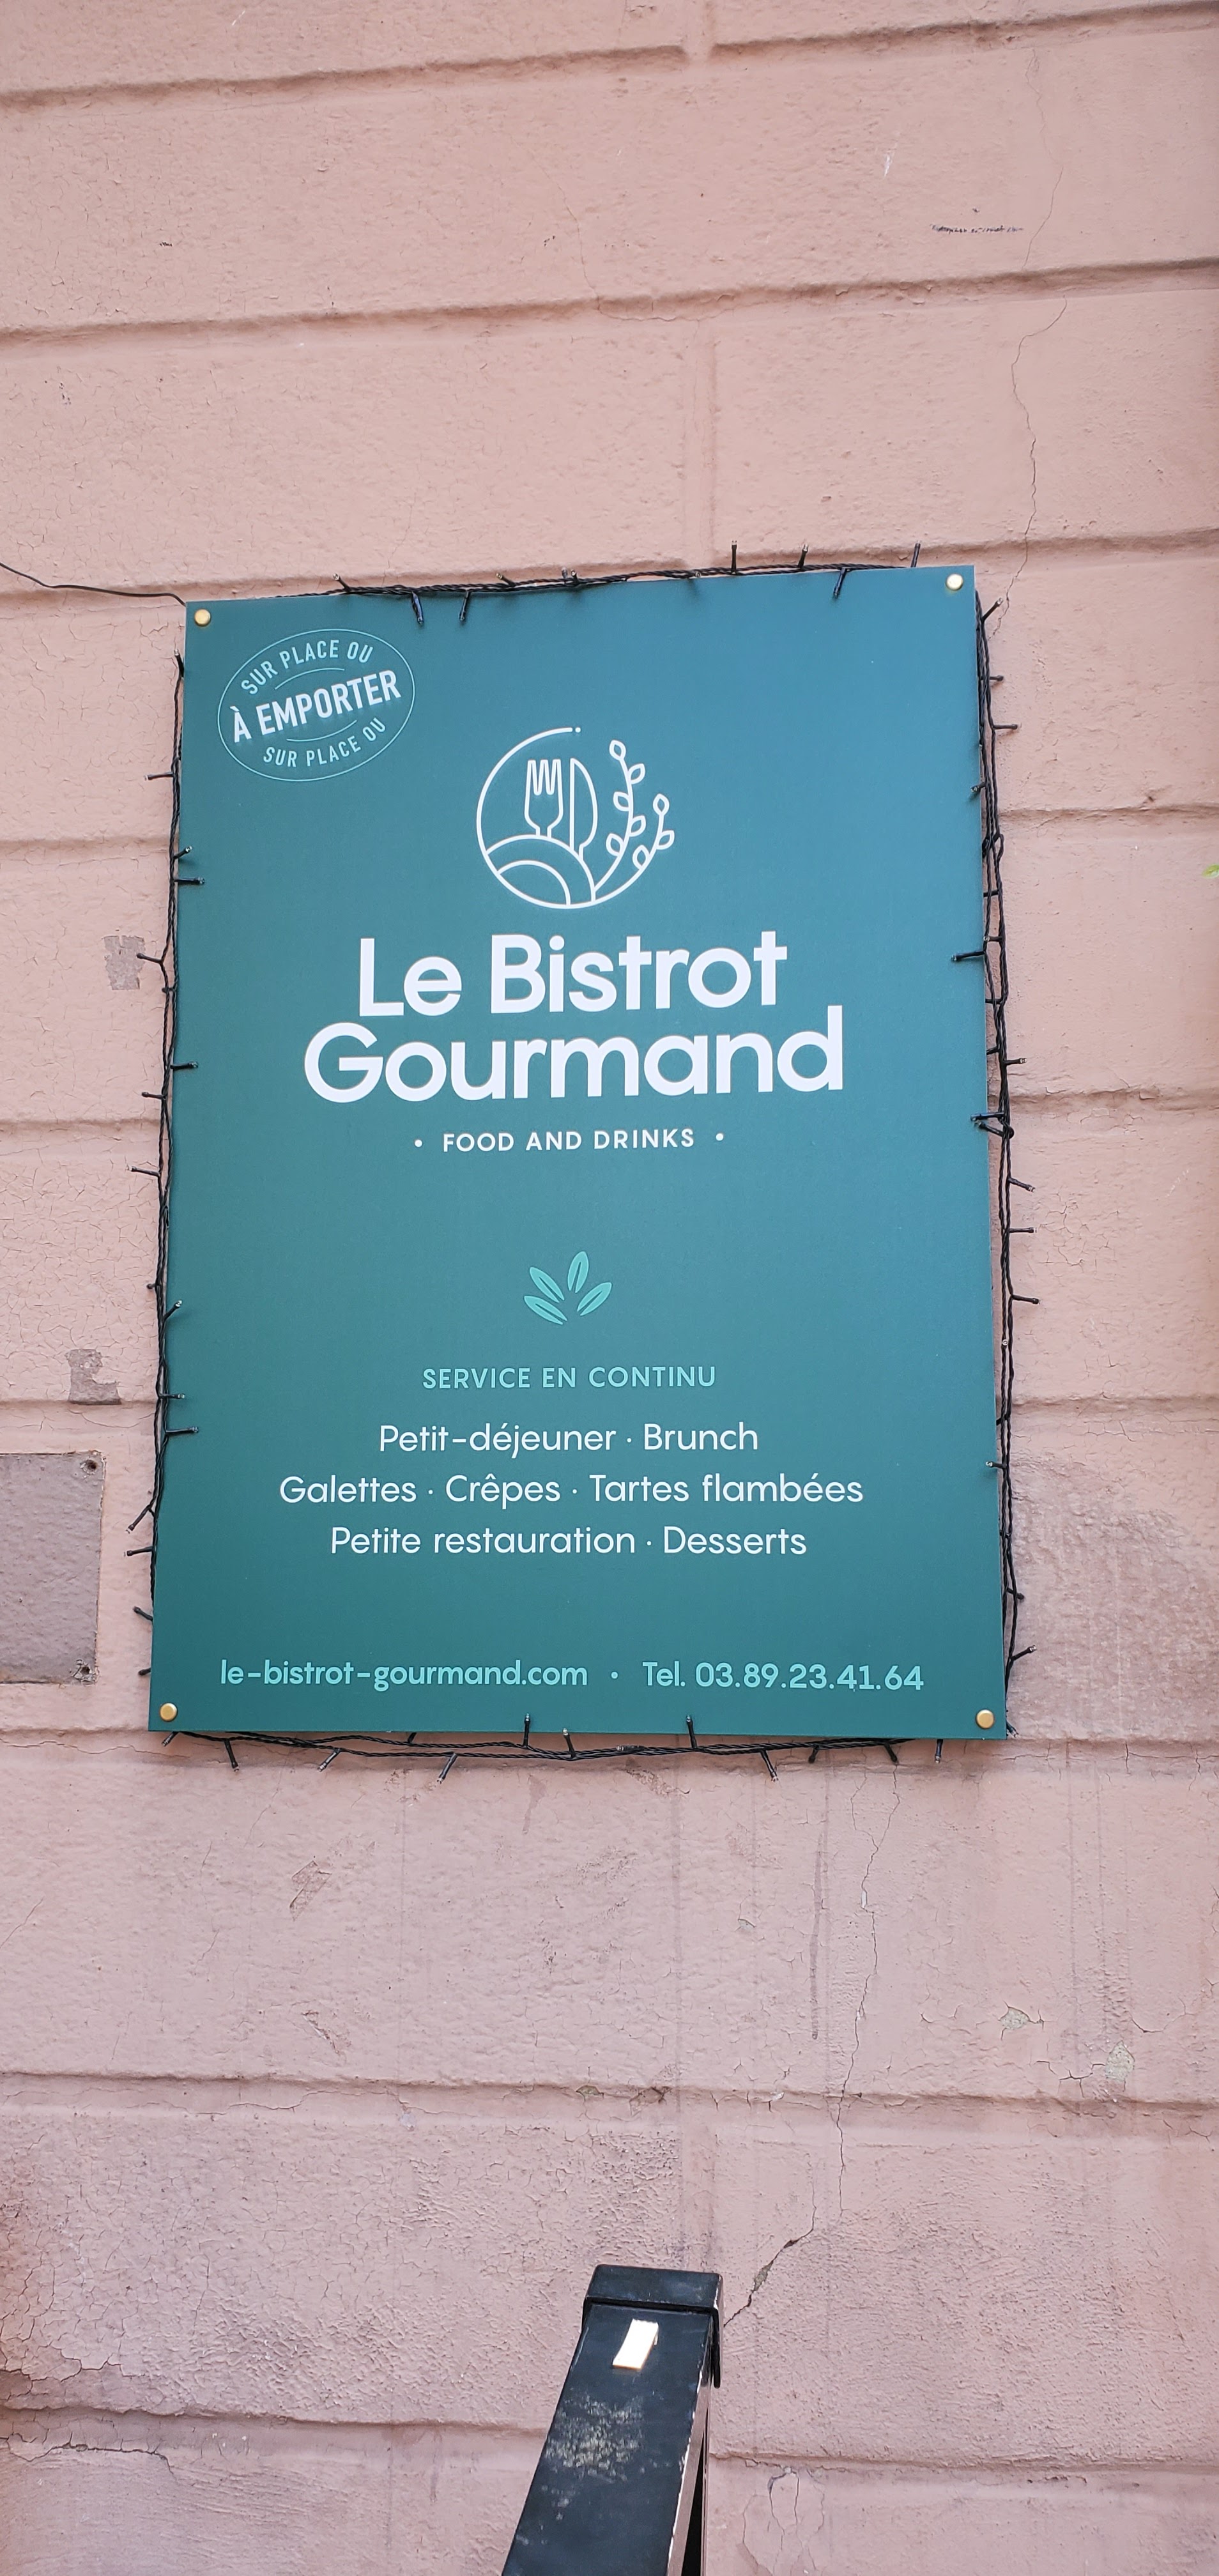 SUR PLACE OU
À EMPORTER
SUR PLACE OU
Le Bistrot
Gourmand
• FOOD AND DRINKS •
SERVICE EN CONTINU
Petit-déjeuner · Brunch
Galettes · Crêpes · Tartes flambées
Petite restauration · Desserts
le-bistrot-gourmand.com • Tel. 03.89.23.41.64